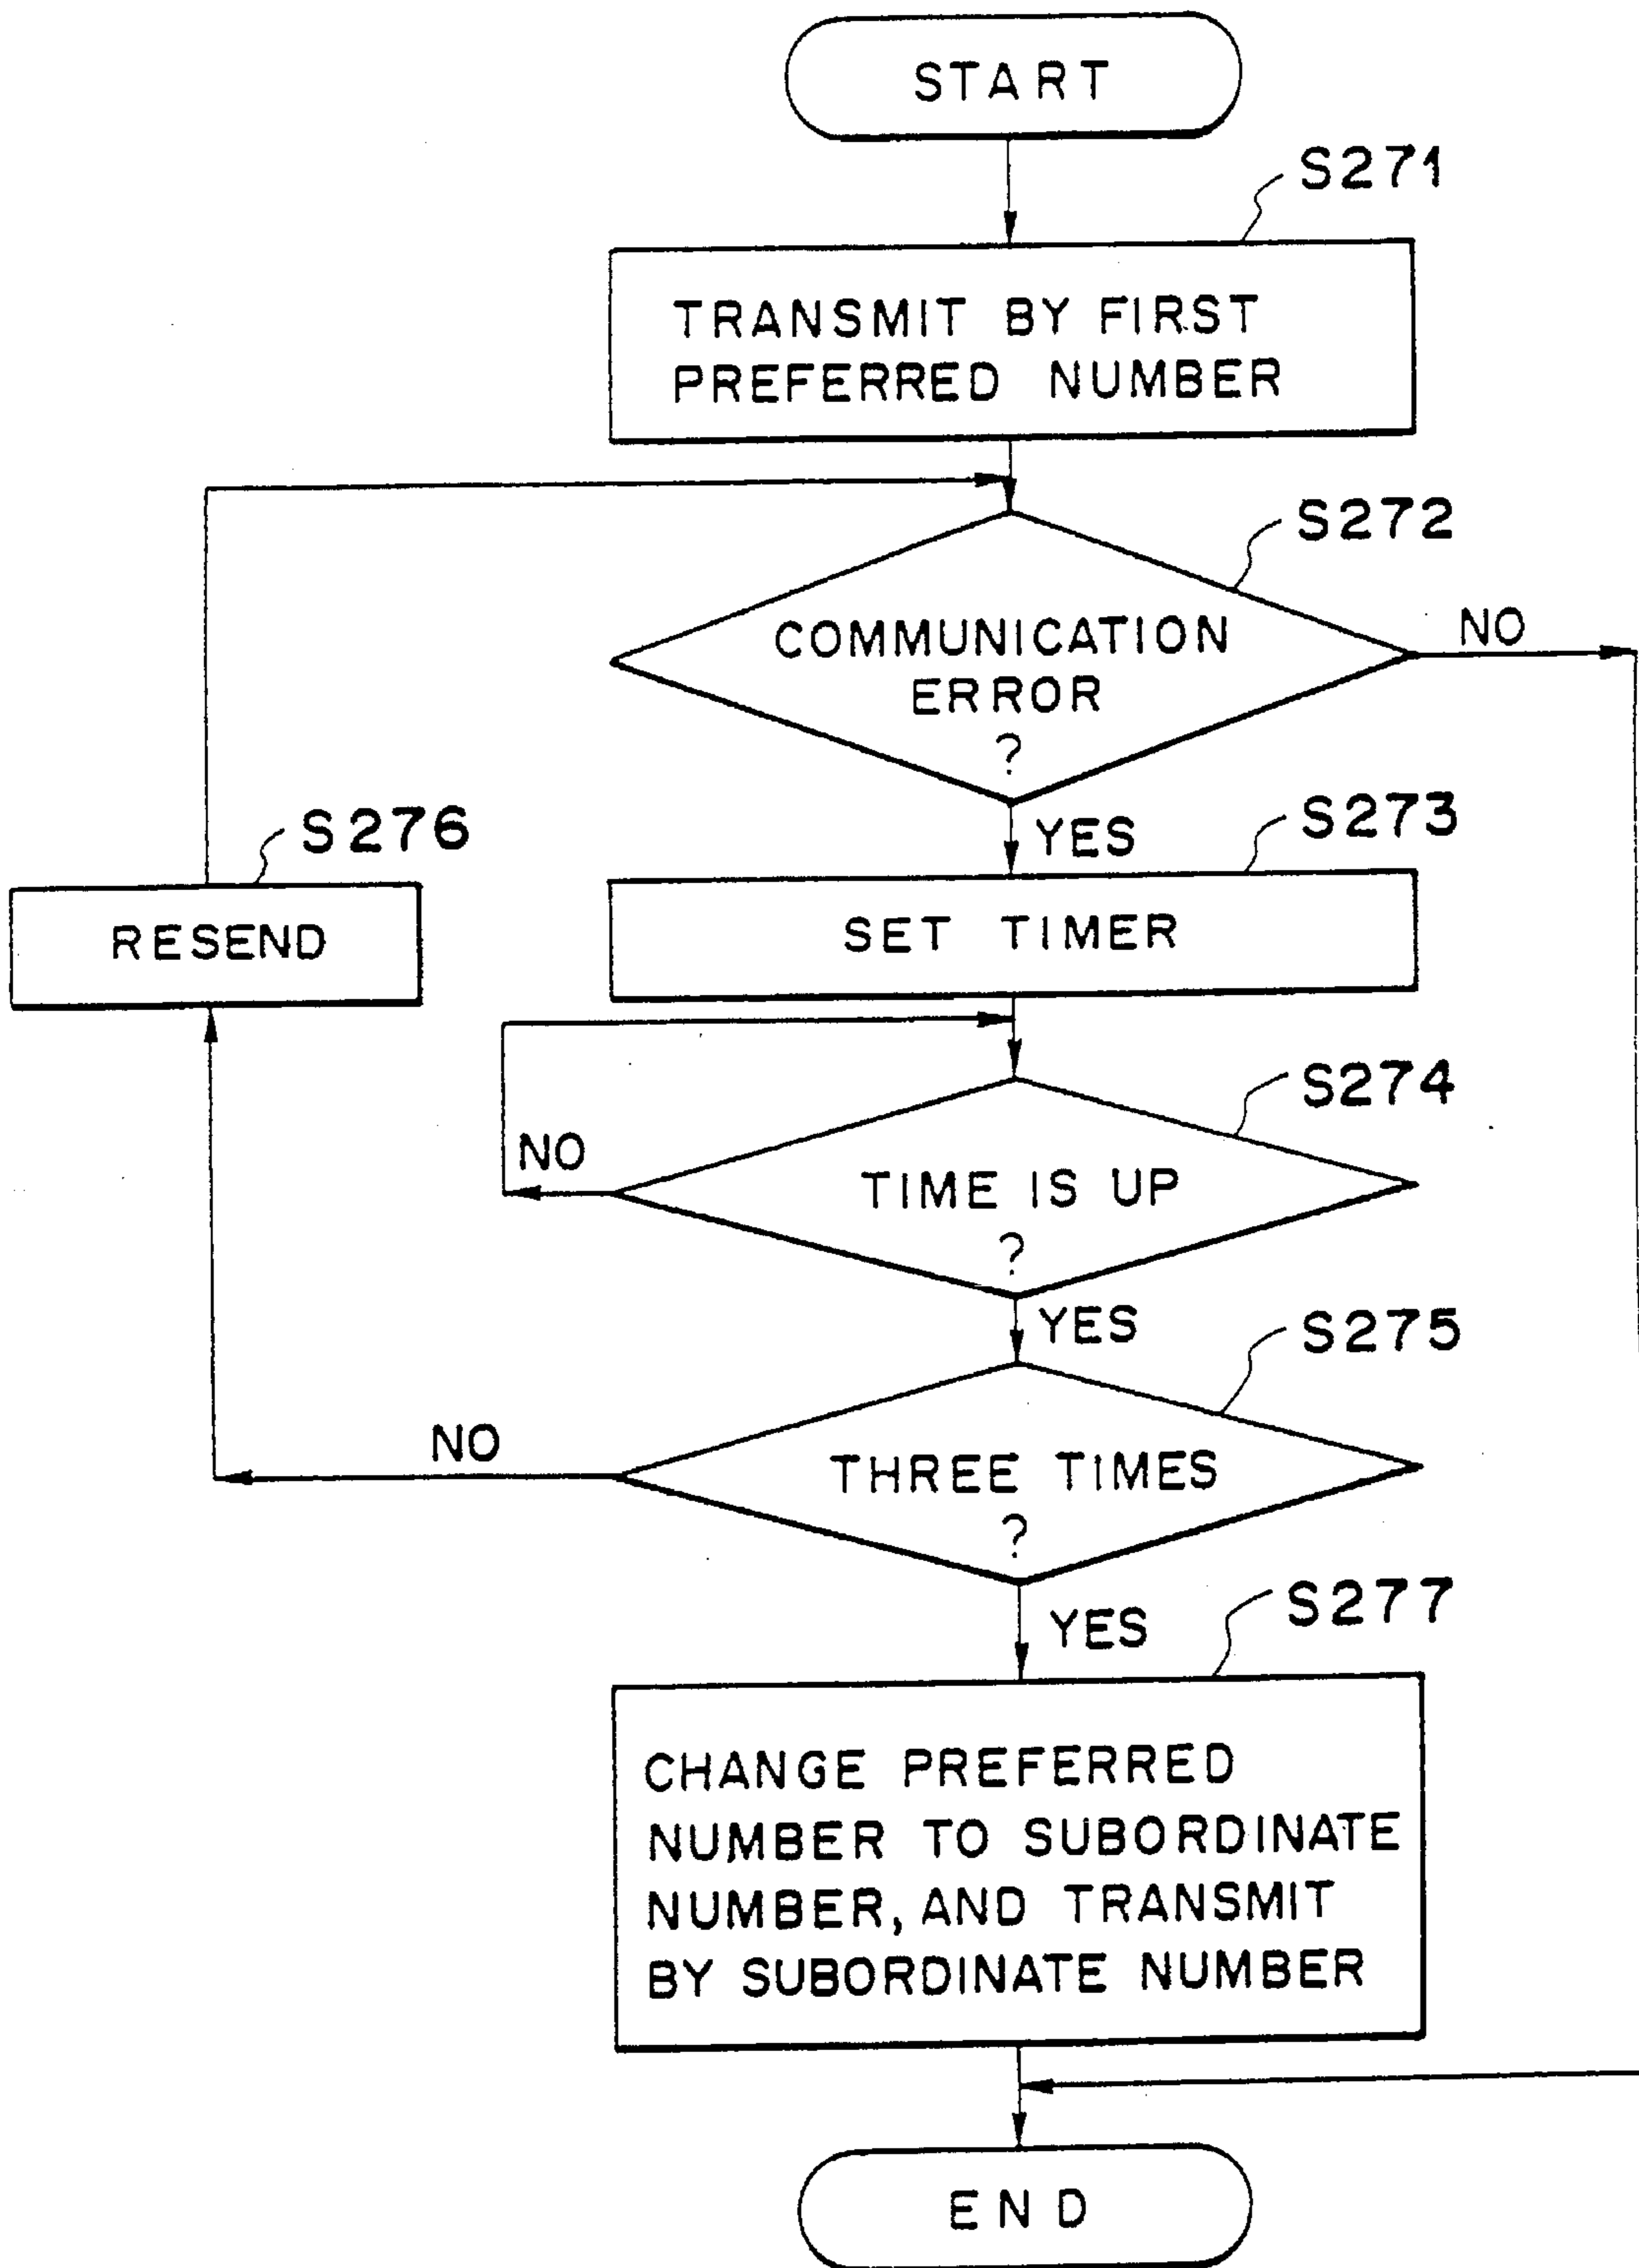 START
S271
TRANSMIT BY FIRST
PREFERRED NUMBER
S272
COMMUNICATION
ERROR
?
NO
YES
S273
SET TIMER
S276
RESEND
S274
TIME IS UP
?
NO
YES
S275
THREE TIMES
?
NO
YES
S277
CHANGE PREFERRED
NUMBER TO SUBORDINATE
NUMBER, AND TRANSMIT
BY SUBORDINATE NUMBER
END